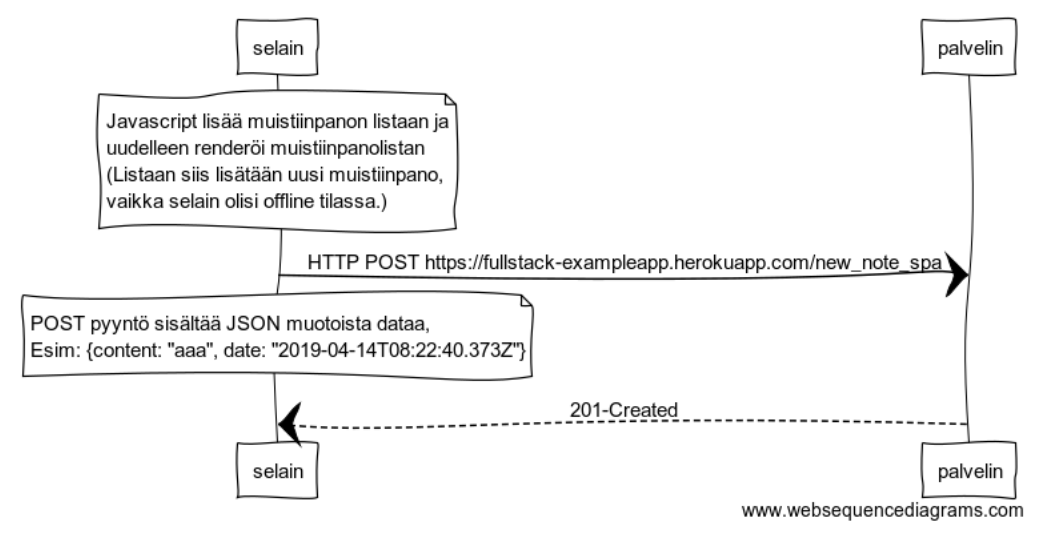 selain
palvelin
Javascript lisää muistiinpanon listaan ja
uudelleen renderöi muistiinpanolistan
(Listaan siis lisätään uusi muistiinpano,
vaikka selain olisi offline tilassa.)
HTTP POST https://fullstack-exampleapp.herokuapp.com/new_note_spa
POST pyyntö sisältää JSON muotoista dataa,
Esim: {content: "aaa", date: "2019-04-14T08:22:40.373Z"}
201-Created
selain
palvelin
www.websequencediagrams.com